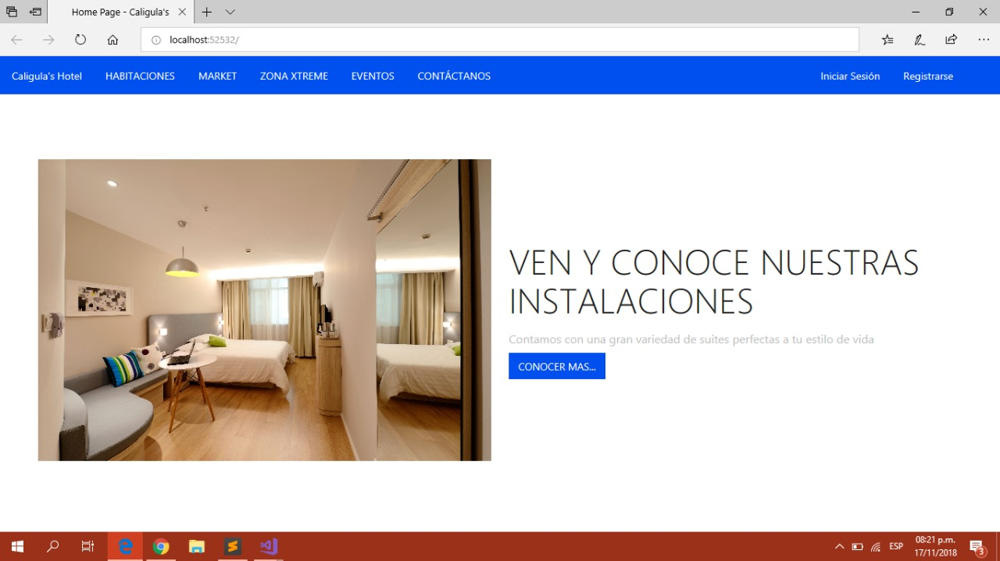 Home Page - Caligula's
localhost:52532/
Caligula's Hotel HABITACIONES MARKET ZONA XTREME EVENTOS CONTÁCTANOS Iniciar Sesión Registrarse
VEN Y CONOCE NUESTRAS
INSTALACIONES
Contamos con una gran variedad de suites perfectas a tu estilo de vida
CONOCER MAS...
ESP
08:21 p.m.
17/11/2018
3